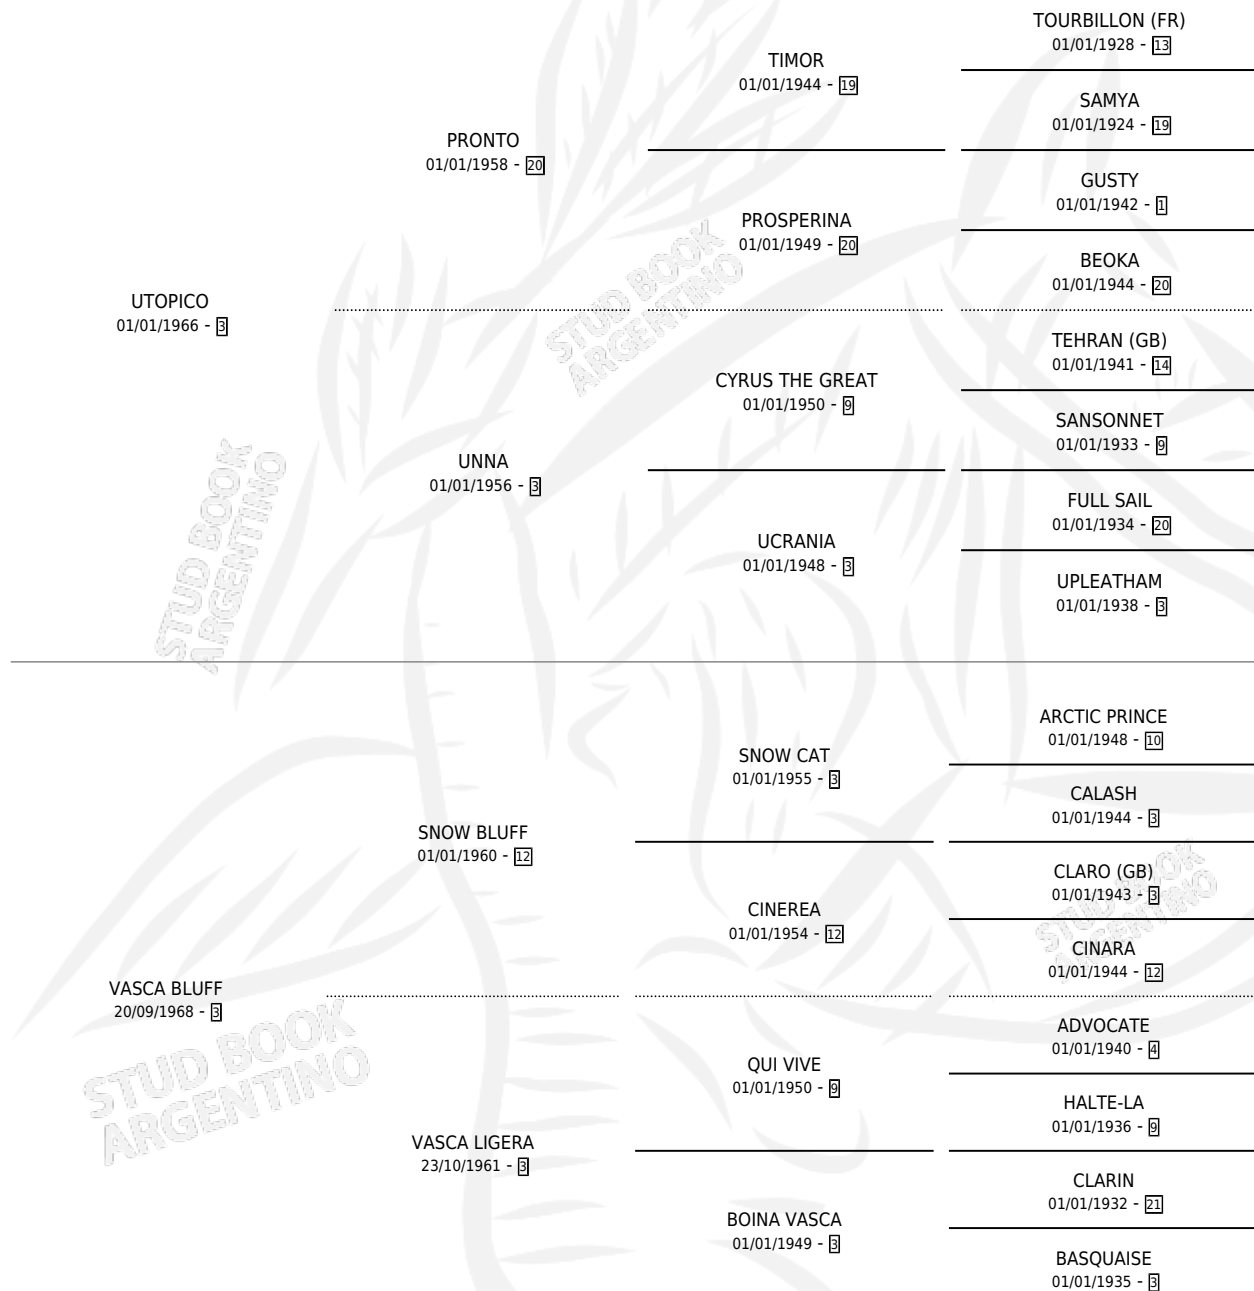 TOURBILLON (FR)
01/01/1928 - 13
TIMOR
01/01/1944 - 19
SAMYA
01/01/1924 - 19
PRONTO
01/01/1958 - 20
GUSTY
01/01/1942 - 1
PROSPERINA
01/01/1949 - 20
BEOKA
01/01/1944 - 20
UTOPICO
01/01/1966 - 3
STUD BOOK
ARGENTINO
TEHRAN (GB)
01/01/1941 - 14
CYRUS THE GREAT
01/01/1950 - 9
SANSONNET
01/01/1933 - 9
UNNA
01/01/1956 - 3
FULL SAIL
01/01/1934 - 20
UCRANIA
01/01/1948 - 3
UPLEATHAM
01/01/1938 - 3
STUD BOOK
ARGENTINO
ARCTIC PRINCE
01/01/1948 - 10
SNOW CAT
01/01/1955 - 3
CALASH
01/01/1944 - 3
SNOW BLUFF
01/01/1960 - 12
CLARO (GB)
01/01/1943 - 3
STUD BOOK
ARGENTINO
CINEREA
01/01/1954 - 12
CINARA
01/01/1944 - 12
VASCA BLUFF
20/09/1968 - 3
STUD BOOK
ARGENTINO
ADVOCATE
01/01/1940 - 4
QUI VIVE
01/01/1950 - 9
HALTE-LA
01/01/1936 - 9
VASCA LIGERA
23/10/1961 - 3
CLARIN
01/01/1932 - 21
BOINA VASCA
01/01/1949 - 3
BASQUAISE
01/01/1935 - 3